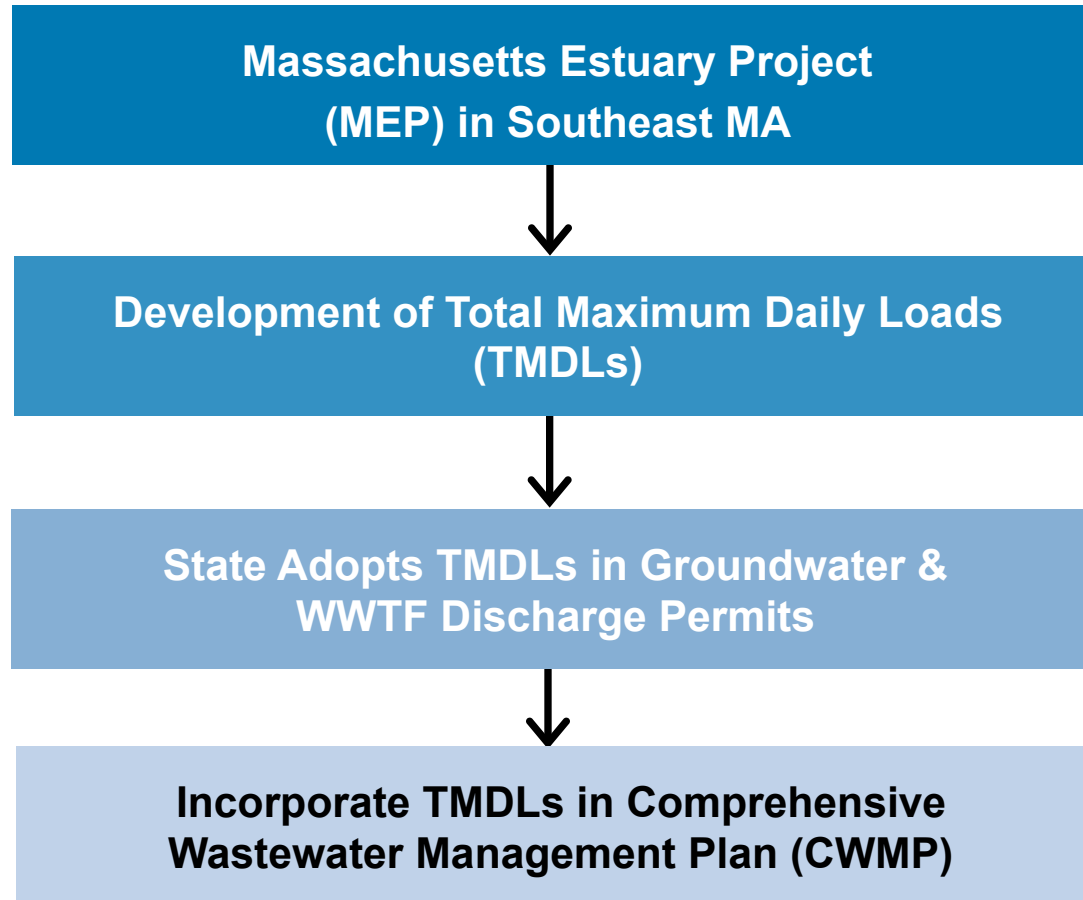 Massachusetts Estuary Project
(MEP) in Southeast MA
Development of Total Maximum Daily Loads
(TMDLs)
State Adopts TMDLs in Groundwater &
WWTF Discharge Permits
Incorporate TMDLs in Comprehensive
Wastewater Management Plan (CWMP)